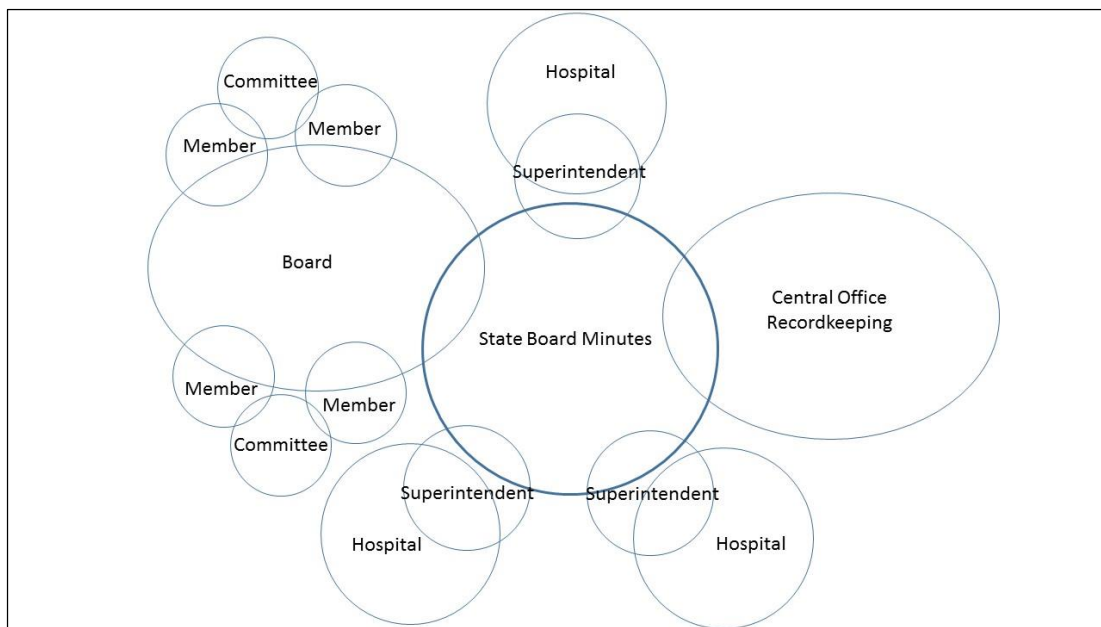 Committee
Hospital
Member
Member
Superintendent
Board
Central Office
Recordkeeping
State Board Minutes
Member
Member
Committee
Superintendent
Superintendent
Hospital
Hospital